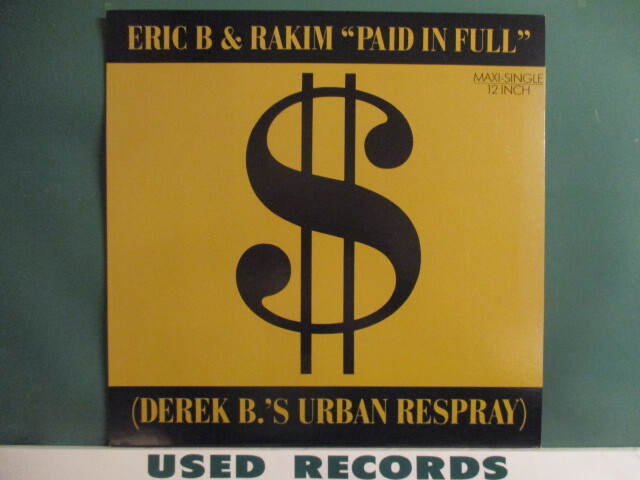 ERIC B & RAKIM “PAID IN FULL”
MAXI-SINGLE
12 INCH
$
(DEREK B.'S URBAN RESPRAY)
USED RECORDS